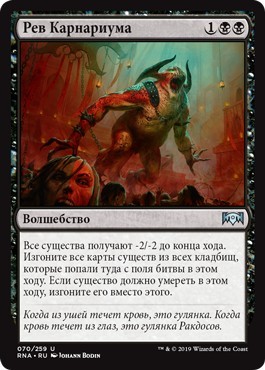 Рев Карнариума 1
Волшебство
Все существа получают -2/-2 до конца хода.
Изгоните все карты существ из всех кладбищ,
которые попали туда с поля битвы в этом
ходу. Если существо должно умереть в этом
ходу, изгоните его вместо этого.
Когда из ушей течет кровь, это гулянка. Когда
кровь течет из глаз, это гулянка Ракдосов.
070/259 U
RNA • RU Johann Bodin
™ & © 2019 Wizards of the Coast